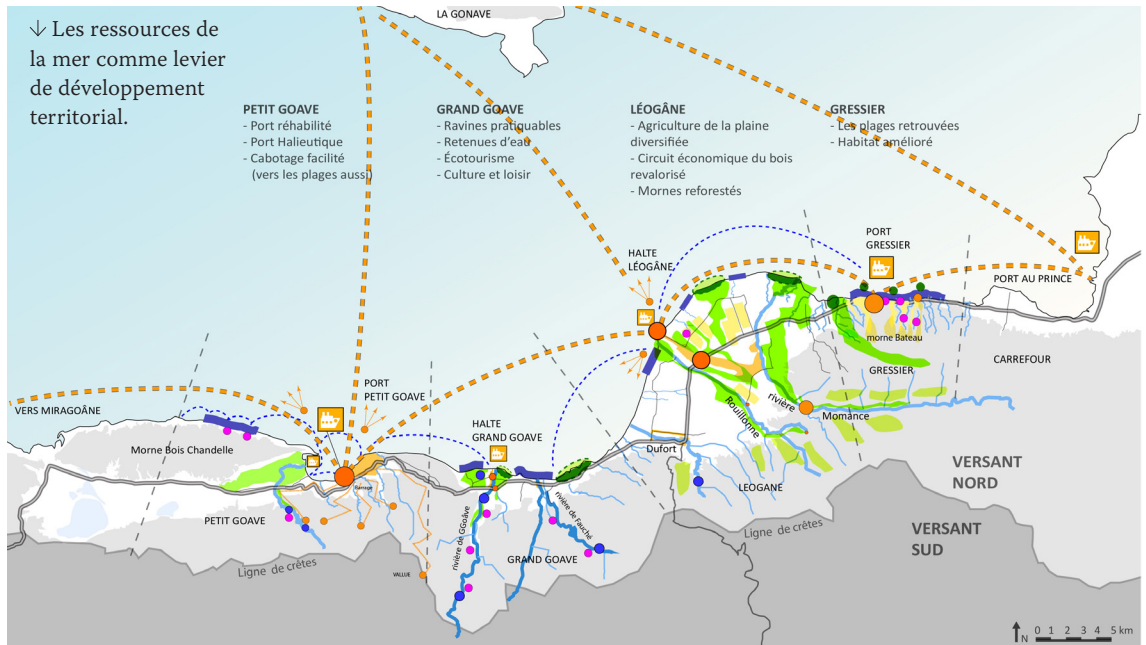 ↓ Les ressources de
la mer comme levier
de développement
territorial.
LA GONAVE
PETIT GOAVE
- Port réhabilité
- Port Halieutique
- Cabotage facilité
(vers les plages aussi)
GRAND GOAVE
- Ravines pratiquables
- Retenues d'eau
- Écotourisme
- Culture et loisir
LÉOGÂNE
- Agriculture de la plaine
diversifiée
- Circuit économique du bois
revalorisé
- Mornes reforestés
GRESSIER
- Les plages retrouvées
- Habitat amélioré
HALTE
LÉOGÂNE
PORT
GRESSIER
PORT AU PRINCE
morne Bateau
CARREFOUR
GRESSIER
PORT
PETIT GOAVE
VERS MIRAGOÂNE
HALTE
GRAND GOAVE
Morne Bois Chandelle
rivière
Momance
Rouillonne
Dufort
LEOGANE
PETIT GOAVE
rivière de GGoâve
rivière de Fauché
GRAND GOAVE
VALLUE
Ligne de crêtes
Ligne de crêtes
VERSANT
NORD
VERSANT
SUD
N
0 1 2 3 4 5 km